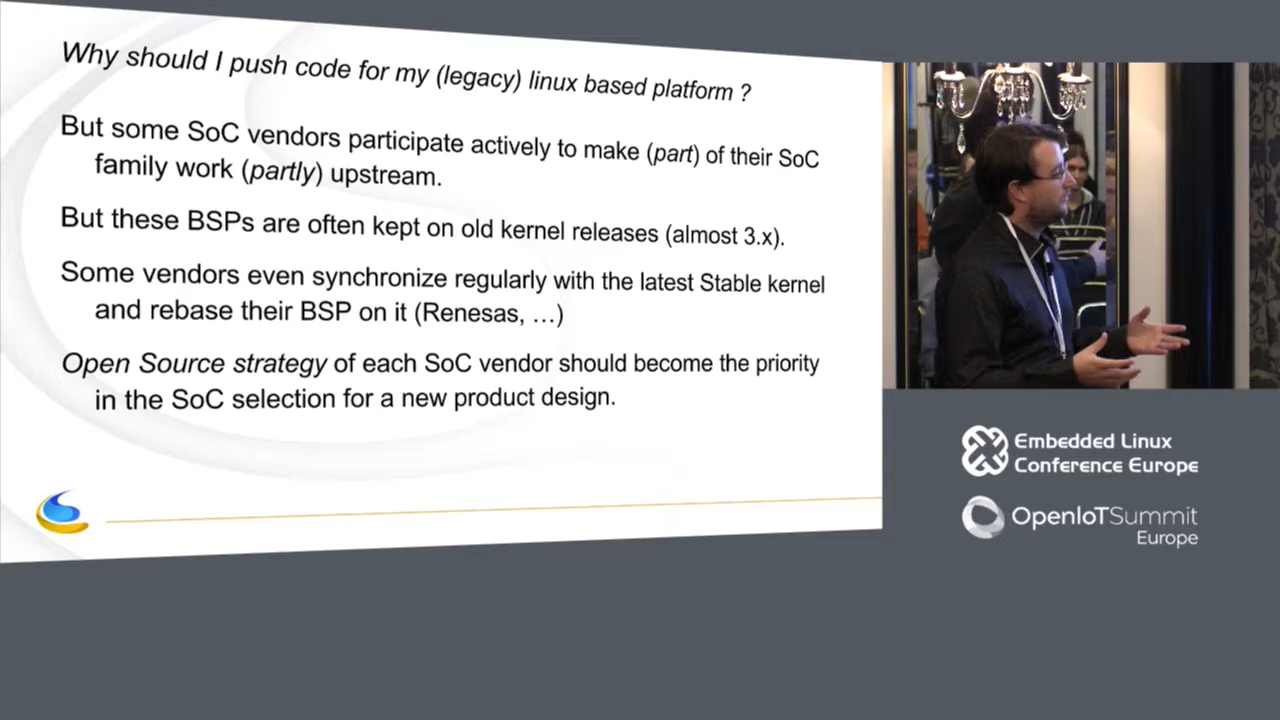 Why should I push code for my (legacy) linux based platform ?
But some SoC vendors participate actively to make (part) of their SoC
family work (partly) upstream.
But these BSPs are often kept on old kernel releases (almost 3.x).
Some vendors even synchronize regularly with the latest Stable kernel
and rebase their BSP on it (Renesas, …)
Open Source strategy of each SoC vendor should become the priority
in the SoC selection for a new product design.
Embedded Linux
Conference Europe
OpenIoTSummit
Europe